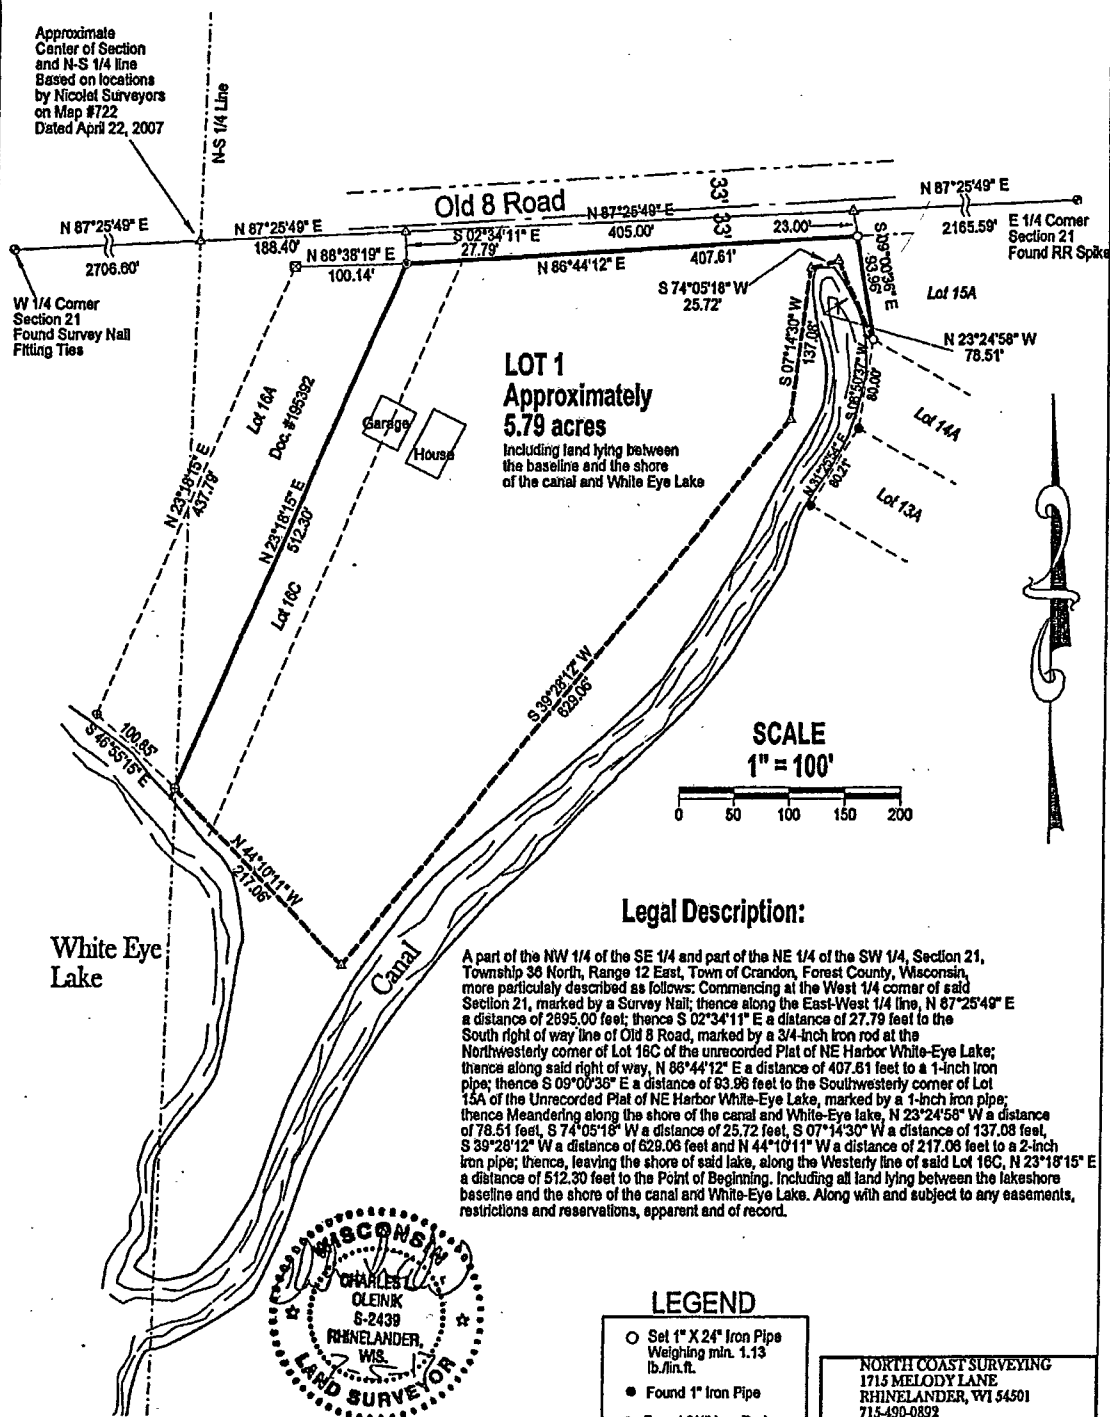 Approximate
Center of Section
and N-S 1/4 line
Based on locations
by Nicolet Surveyors
on Map #722
Dated April 22, 2007
N-S 1/4 Line
Old 8 Road
33'
33'
N 87°25'49" E
2706.60'
N 87°25'49" E
188.40'
N 88°38'19" E
100.14'
S 02°34'11" E
27.79'
N 87°25'49" E
405.00'
23.00'
N 86°44'12" E
407.61'
N 87°25'49" E
2165.59'
E 1/4 Corner
Section 21
Found RR Spike
W 1/4 Corner
Section 21
Found Survey Nail
Fitting Ties
S 09°00'36" E
93.96
S 74°05'18" W
25.72'
Lot 15A
N 23°24'58" W
78.51'
S 07°14'30" W
137.08'
S 08°50'37" W
80.00'
Lot 14A
N 31°26'54" E
80.21'
Lot 13A
LOT 1
Approximately
5.79 acres
Including land lying between
the baseline and the shore
of the canal and White Eye Lake
Lot 16A
Doc. #195392
Garage
House
N 23°18'15" E
437.79'
N 23°18'15" E
512.30'
Lot 16C
S 39°28'12" W
629.06'
100.85'
S 46°55'15" E
N 44°10'11" W
217.06'
SCALE
1" = 100'
0 50 100 150 200
White Eye
Lake
Canal
Legal Description:
A part of the NW 1/4 of the SE 1/4 and part of the NE 1/4 of the SW 1/4, Section 21,
Township 36 North, Range 12 East, Town of Crandon, Forest County, Wisconsin,
more particulaly described as follows: Commencing at the West 1/4 corner of said
Section 21, marked by a Survey Nail; thence along the East-West 1/4 line, N 87°25'49" E
a distance of 2895.00 feet; thence S 02°34'11" E a distance of 27.79 feet to the
South right of way line of Old 8 Road, marked by a 3/4-inch iron rod at the
Northwesterly corner of Lot 16C of the unrecorded Plat of NE Harbor White-Eye Lake;
thence along said right of way, N 86°44'12" E a distance of 407.61 feet to a 1-inch iron
pipe; thence S 09°00'36" E a distance of 93.96 feet to the Southwesterly corner of Lot
15A of the Unrecorded Plat of NE Harbor White-Eye Lake, marked by a 1-inch iron pipe;
thence Meandering along the shore of the canal and White-Eye lake, N 23°24'58" W a distance
of 78.51 feet, S 74°05'18" W a distance of 25.72 feet, S 07°14'30" W a distance of 137.08 feet,
S 39°28'12" W a distance of 629.06 feet and N 44°10'11" W a distance of 217.06 feet to a 2-inch
iron pipe; thence, leaving the shore of said lake, along the Westerly line of said Lot 16C, N 23°18'15" E
a distance of 512.30 feet to the Point of Beginning. Including all land lying between the lakeshore
baseline and the shore of the canal and White-Eye Lake. Along with and subject to any easements,
restrictions and reservations, apparent and of record.
WISCONSIN
CHARLES L.
OLEINIK
S-2439
RHINELANDER,
WIS.
LAND SURVEYOR
LEGEND
Set 1" X 24" Iron Pipe
Weighing min. 1.13
lb./lin.ft.
Found 1" Iron Pipe
NORTH COAST SURVEYING
1715 MELODY LANE
RHINELANDER, WI 54501
715-490-0892